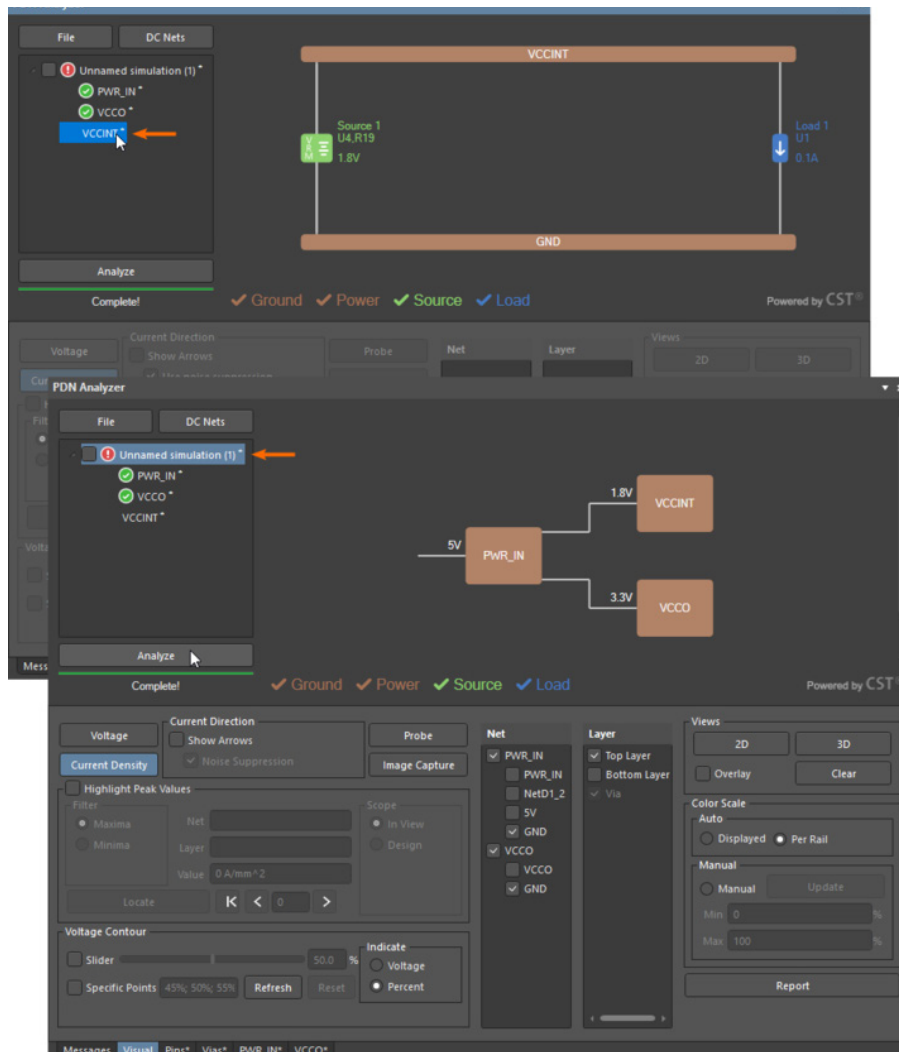 File DC Nets
Unnamed simulation (1) *
PWR_IN *
VCCO *
VCCINT *
Analyze
Complete!
VCCINT
Source 1
U4,R19
1.8V
VRM
Load 1
U1
0.1A
GND
Ground Power Source Load
Powered by CST®
Voltage
Current Direction
Show Arrows
Use noise suppression
Probe
Net
Layer
Views
2D 3D
PDN Analyzer
File DC Nets
Unnamed simulation (1) *
PWR_IN *
VCCO *
VCCINT *
Analyze
Complete!
5V
PWR_IN
1.8V
VCCINT
3.3V
VCCO
Ground Power Source Load
Powered by CST
Voltage
Current Density
Current Direction
Show Arrows
Noise Suppression
Probe
Image Capture
Highlight Peak Values
Filter
Maxima
Minima
Net
Layer
Value 0 A/mm^2
Scope
In View
Design
Locate
0
Voltage Contour
Slider 50.0 %
Specific Points 45%; 50%; 55% Refresh Reset
Indicate
Voltage
Percent
Net
PWR_IN
PWR_IN
NetD1_2
5V
GND
VCCO
VCCO
GND
Layer
Top Layer
Bottom Layer
Via
Views
2D 3D
Overlay Clear
Color Scale
Auto
Displayed Per Rail
Manual
Manual Update
Min 0 %
Max 100 %
Report
Messages Visual Pins* Vias* PWR_IN* VCCO*